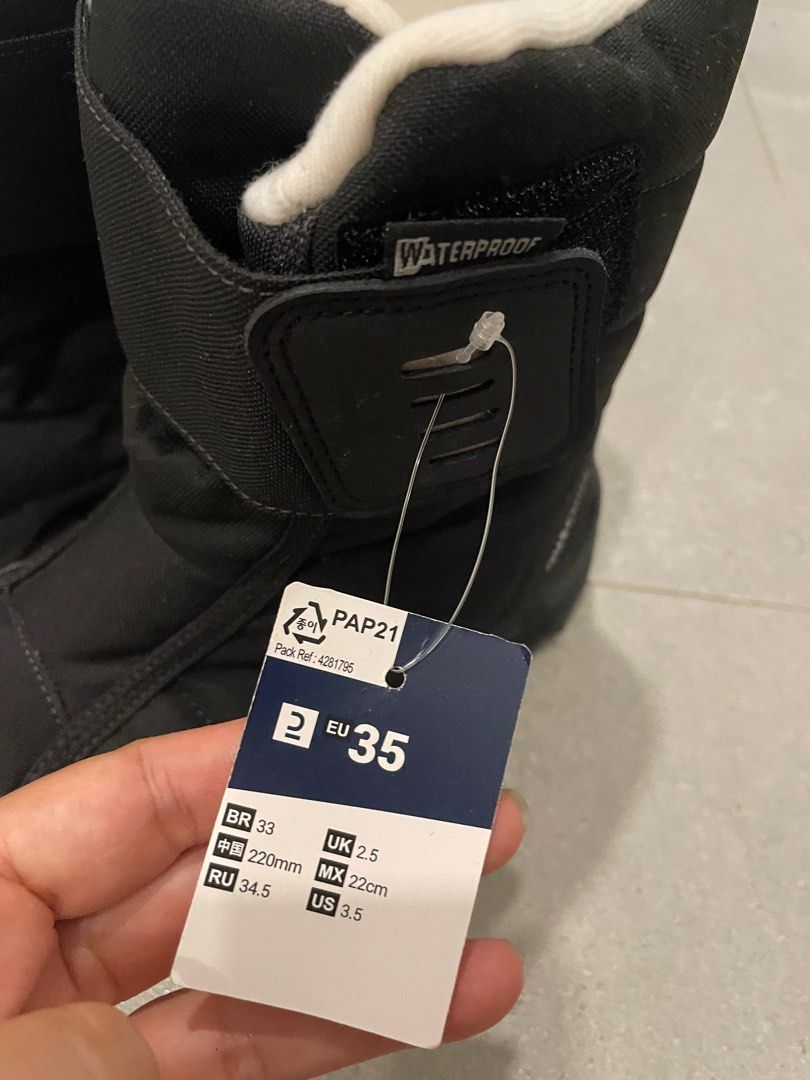 WATERPROOF
종이
PAP21
Pack Ref : 4281795
EU 35
BR 33
UK 2.5
中国 220mm
MX 22cm
RU 34.5
US 3.5